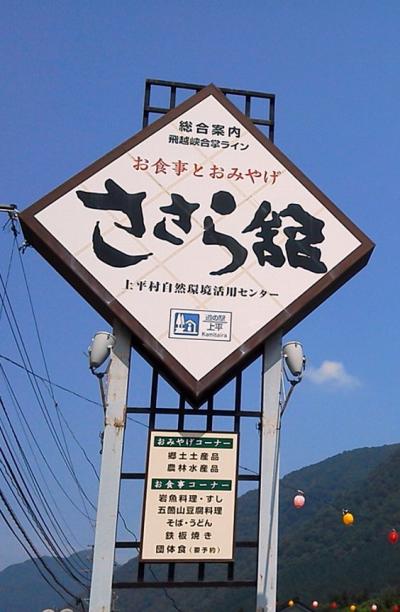 総合案内
飛越峡合掌ライン
お食事とおみやげ
ささら館
上平村自然環境活用センター
道の駅
上平
Kamitaira
おみやげコーナー
郷土土産品
農林水産品
お食事コーナー
岩魚料理・すし
五箇山豆腐料理
そば・うどん
鉄板焼き
団体食(要予約)